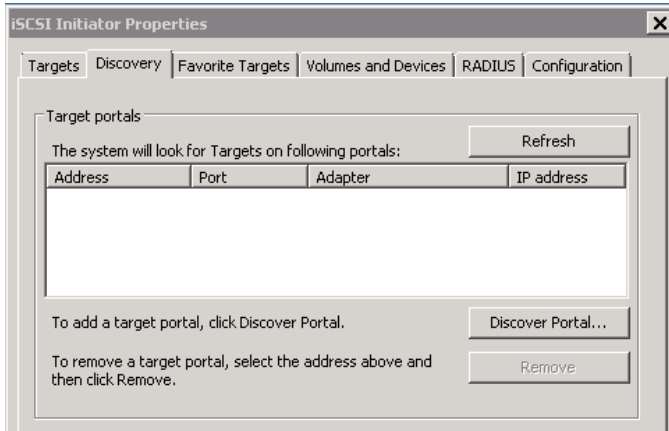 iSCSI Initiator Properties
Targets Discovery Favorite Targets Volumes and Devices RADIUS Configuration
Target portals
Refresh
The system will look for Targets on following portals:
Address Port Adapter IP address
To add a target portal, click Discover Portal. Discover Portal...
To remove a target portal, select the address above and
then click Remove.
Remove